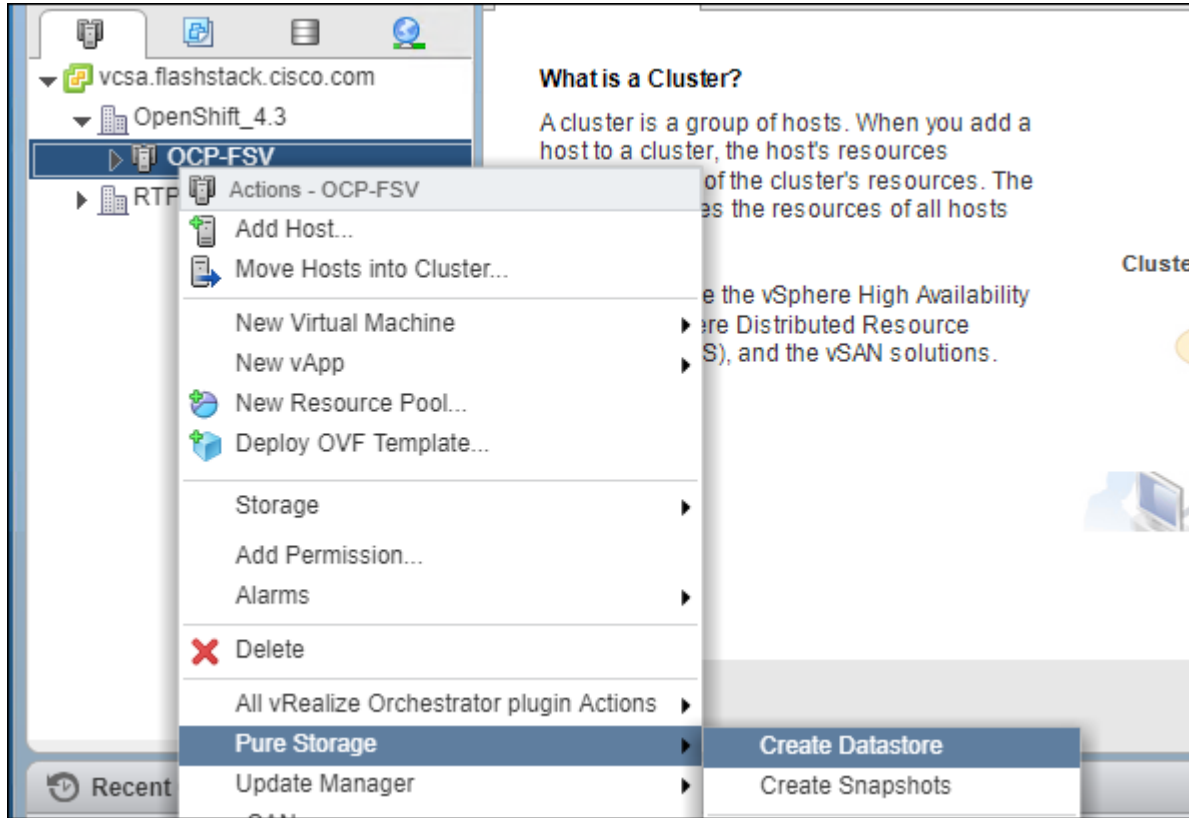 vcsa.flashstack.cisco.com
OpenShift_4.3
OCP-FSV
RTP
Actions - OCP-FSV
Add Host...
Move Hosts into Cluster...
New Virtual Machine
New vApp
New Resource Pool...
Deploy OVF Template...
Storage
Add Permission...
Alarms
Delete
All vRealize Orchestrator plugin Actions
Pure Storage
Update Manager
Create Datastore
Create Snapshots
What is a Cluster?
A cluster is a group of hosts. When you add a
host to a cluster, the host's resources
of the cluster's resources. The
es the resources of all hosts
e the vSphere High Availability
ere Distributed Resource
S), and the vSAN solutions.
Cluste
Recent